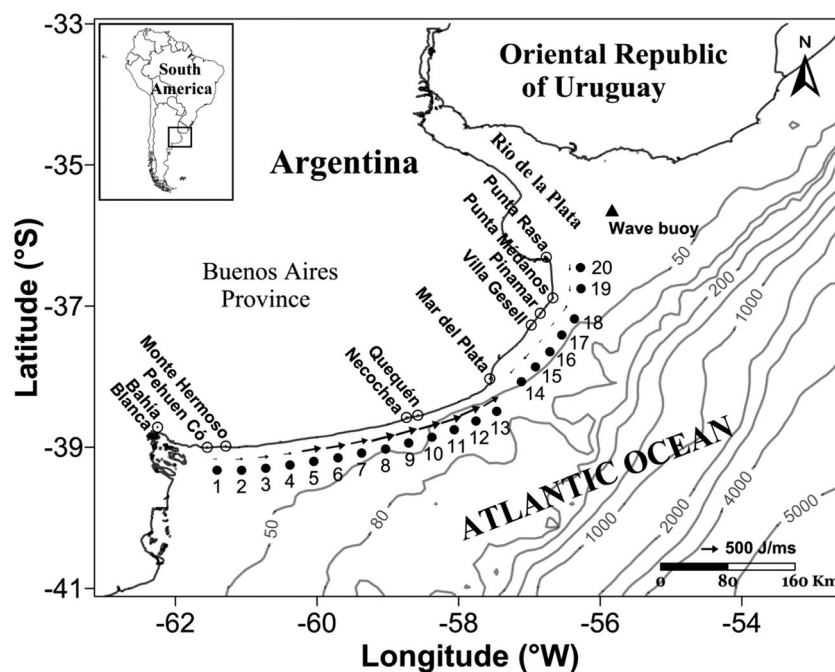 -33
-35
-37
-39
-41
Latitude (°S)
South
America
Oriental Republic
of Uruguay
N
Argentina
Rio de la Plata
Wave buoy
Buenos Aires
Province
Punta Rasa
Punta Médanos
Pinamar
Villa Gesell
Mar del Plata
Quequén
Necochea
Monte Hermoso
Pehuen Có
Bahía
Blanca
20
19
18
17
16
15
14
13
12
11
10
9
8
7
6
5
4
3
2
1
50
200
1000
50
80
1000
2000
4000
5000
ATLANTIC OCEAN
500 J/ms
0 80 160 Km
-62 -60 -58 -56 -54
Longitude (°W)